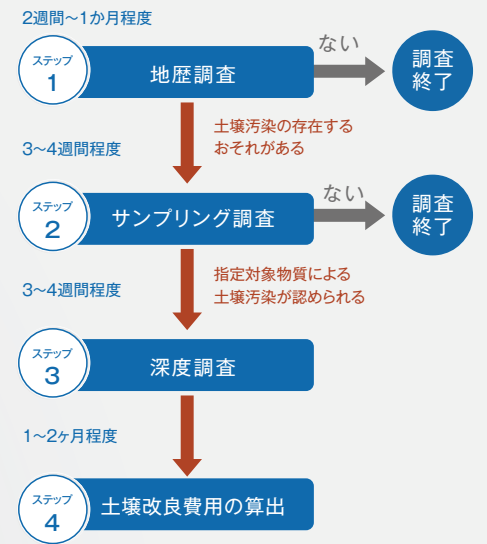 2週間〜1か月程度
ステップ
1
地歴調査
ない
調査
終了
土壌汚染の存在する
おそれがある
3〜4週間程度
ステップ
2
サンプリング調査
ない
調査
終了
指定対象物質による
土壌汚染が認められる
3〜4週間程度
ステップ
3
深度調査
1〜2ヶ月程度
ステップ
4
土壌改良費用の算出